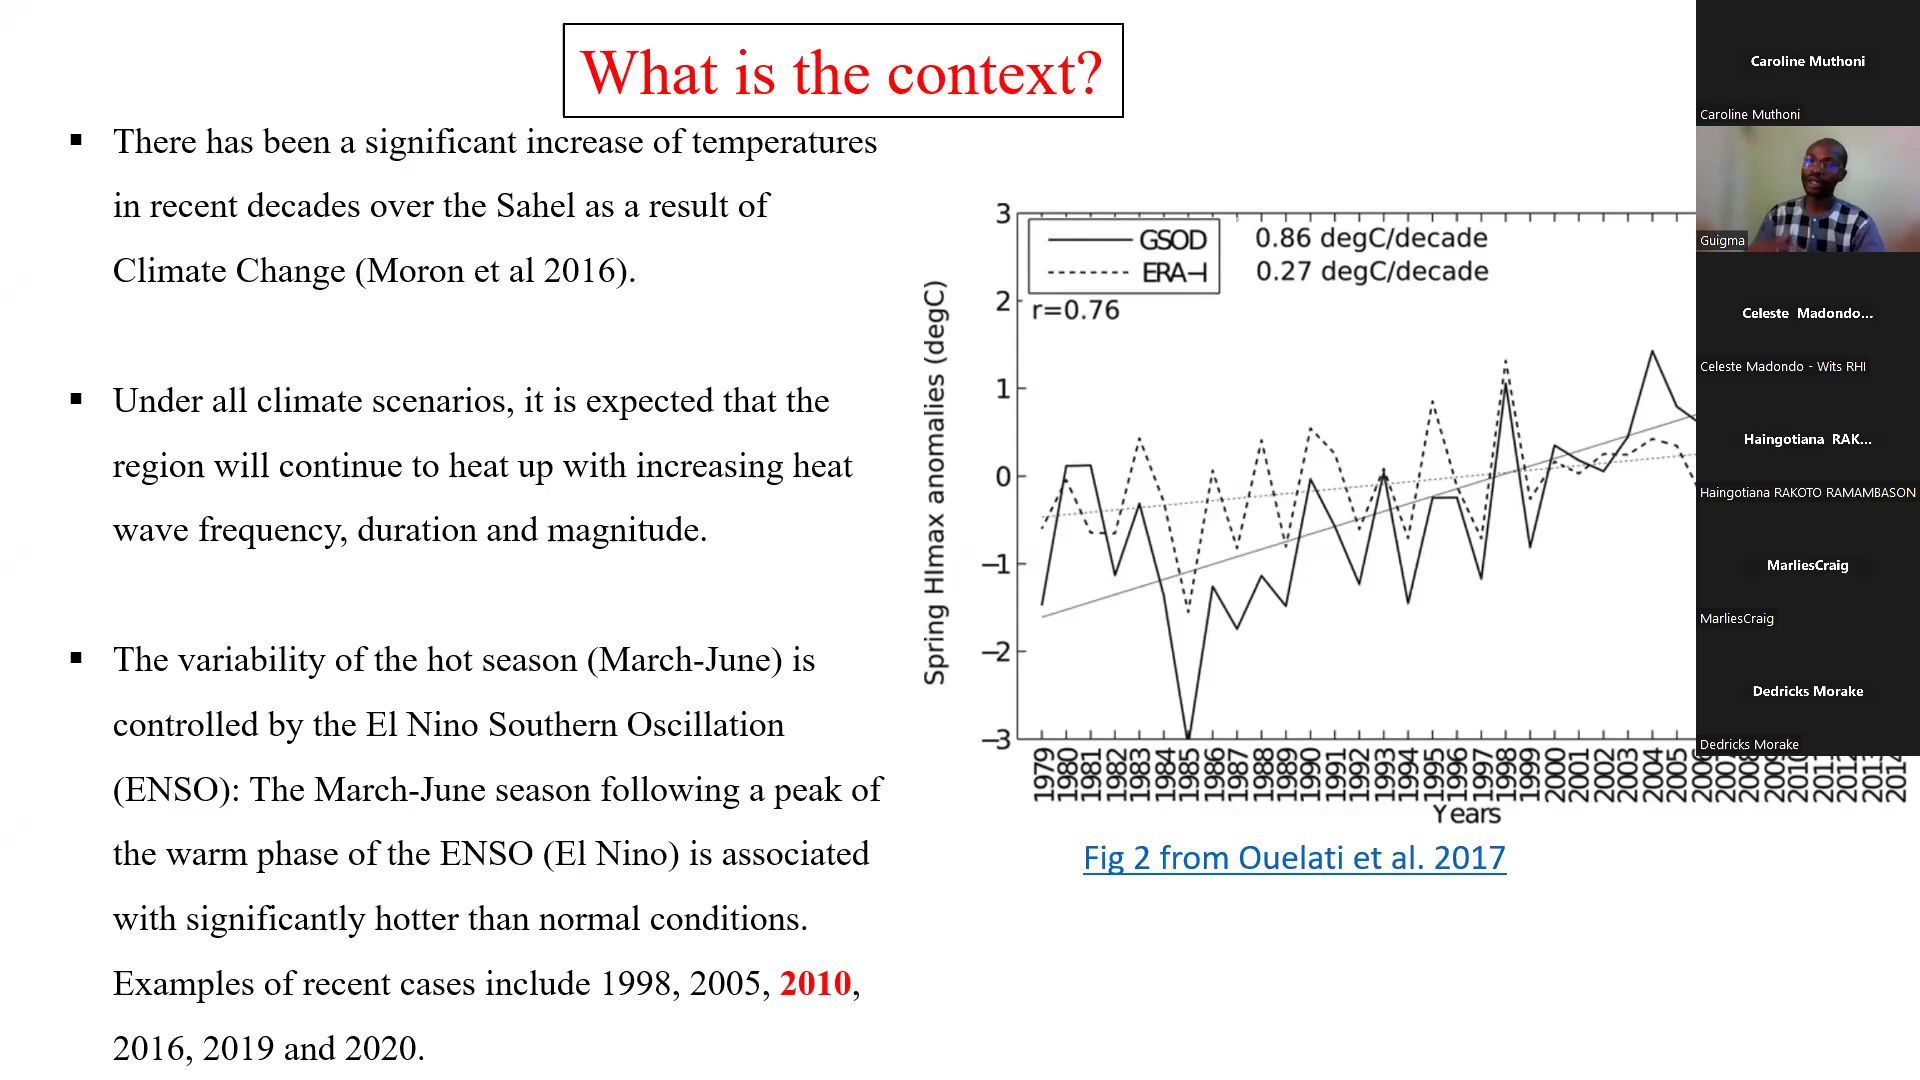 What is the context?
There has been a significant increase of temperatures
in recent decades over the Sahel as a result of
Climate Change (Moron et al 2016).
Under all climate scenarios, it is expected that the
region will continue to heat up with increasing heat
wave frequency, duration and magnitude.
The variability of the hot season (March-June) is
controlled by the El Nino Southern Oscillation
(ENSO): The March-June season following a peak of
the warm phase of the ENSO (El Nino) is associated
with significantly hotter than normal conditions.
Examples of recent cases include 1998, 2005, 2010,
2016, 2019 and 2020.
Spring HImax anomalies (degC)
3
2
1
0
−1
−2
−3
GSOD 0.86 degC/decade
ERA-I 0.27 degC/decade
r=0.76
1979 1980 1981 1982 1983 1984 1985 1986 1987 1988 1989 1990 1991 1992 1993 1994 1995 1996 1997 1998 1999 2000 2001 2002 2003 2004 2005
Years
Fig 2 from Ouelati et al. 2017
Caroline Muthoni
Caroline Muthoni
Guigma
Celeste Madondo...
Celeste Madondo - Wits RHI
Haingotiana RAK...
Haingotiana RAKOTO RAMAMBASON
MarliesCraig
MarliesCraig
Dedricks Morake
Dedricks Morake